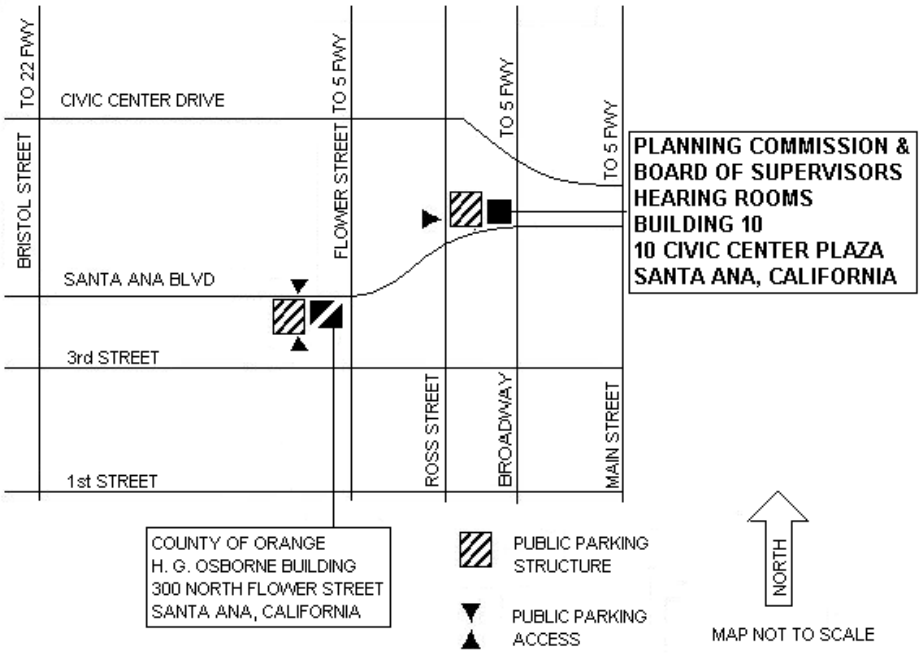 TO 22 FWY
TO 5 FWY
TO 5 FWY
TO 5 FWY
CIVIC CENTER DRIVE
BRISTOL STREET
FLOWER STREET
PLANNING COMMISSION &
BOARD OF SUPERVISORS
HEARING ROOMS
BUILDING 10
10 CIVIC CENTER PLAZA
SANTA ANA, CALIFORNIA
SANTA ANA BLVD
3rd STREET
ROSS STREET
BROADWAY
MAIN STREET
1st STREET
COUNTY OF ORANGE
H. G. OSBORNE BUILDING
300 NORTH FLOWER STREET
SANTA ANA, CALIFORNIA
PUBLIC PARKING
STRUCTURE
PUBLIC PARKING
ACCESS
NORTH
MAP NOT TO SCALE